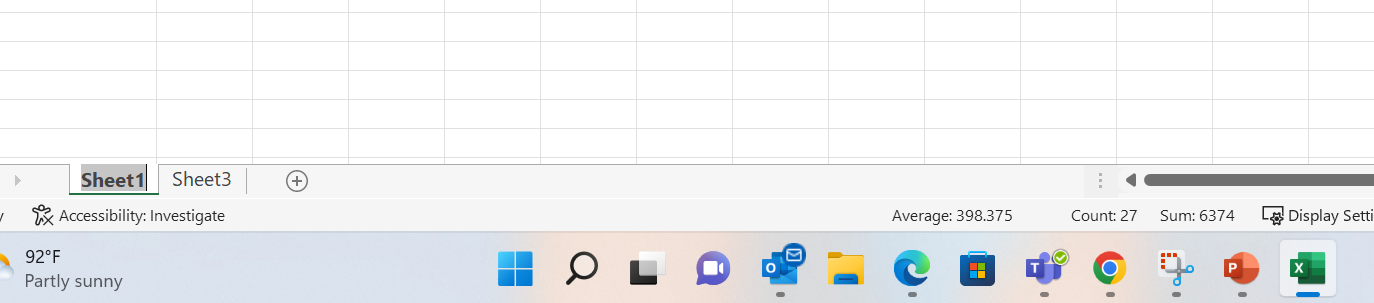 Sheet1 Sheet3
Accessibility: Investigate Average: 398.375 Count: 27 Sum: 6374 Display Setti
92°F
Partly sunny